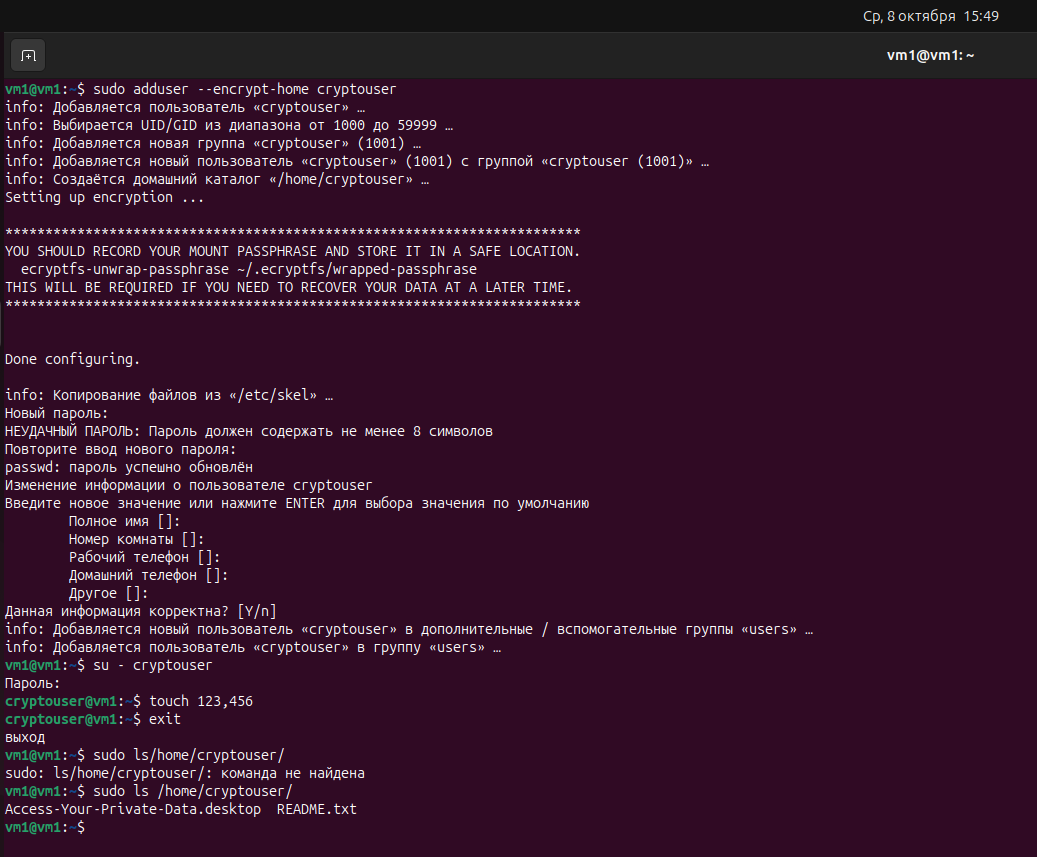 Ср, 8 октября 15:49
vm1@vm1: ~
vm1@vm1:~$ sudo adduser --encrypt-home cryptouser
info: Добавляется пользователь «cryptouser» …
info: Выбирается UID/GID из диапазона от 1000 до 59999 …
info: Добавляется новая группа «cryptouser» (1001) …
info: Добавляется новый пользователь «cryptouser» (1001) с группой «cryptouser (1001)» …
info: Создаётся домашний каталог «/home/cryptouser» …
Setting up encryption ...
************************************************************************
YOU SHOULD RECORD YOUR MOUNT PASSPHRASE AND STORE IT IN A SAFE LOCATION.
  ecryptfs-unwrap-passphrase ~/.ecryptfs/wrapped-passphrase
THIS WILL BE REQUIRED IF YOU NEED TO RECOVER YOUR DATA AT A LATER TIME.
************************************************************************
Done configuring.
info: Копирование файлов из «/etc/skel» …
Новый пароль:
НЕУДАЧНЫЙ ПАРОЛЬ: Пароль должен содержать не менее 8 символов
Повторите ввод нового пароля:
passwd: пароль успешно обновлён
Изменение информации о пользователе cryptouser
Введите новое значение или нажмите ENTER для выбора значения по умолчанию
        Полное имя []:
        Номер комнаты []:
        Рабочий телефон []:
        Домашний телефон []:
        Другое []:
Данная информация корректна? [Y/n]
info: Добавляется новый пользователь «cryptouser» в дополнительные / вспомогательные группы «users» …
info: Добавляется пользователь «cryptouser» в группу «users» …
vm1@vm1:~$ su - cryptouser
Пароль:
cryptouser@vm1:~$ touch 123,456
cryptouser@vm1:~$ exit
выход
vm1@vm1:~$ sudo ls/home/cryptouser/
sudo: ls/home/cryptouser/: команда не найдена
vm1@vm1:~$ sudo ls /home/cryptouser/
Access-Your-Private-Data.desktop  README.txt
vm1@vm1:~$